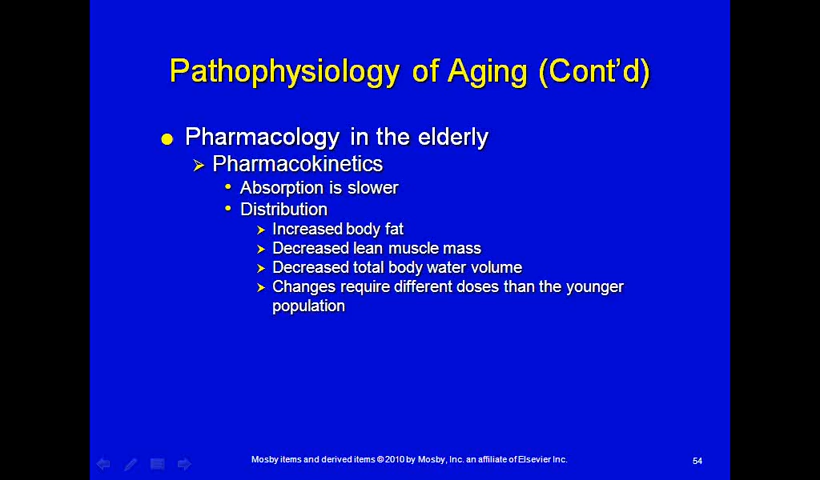 Pathophysiology of Aging (Cont'd)
Pharmacology in the elderly
Pharmacokinetics
Absorption is slower
Distribution
Increased body fat
Decreased lean muscle mass
Decreased total body water volume
Changes require different doses than the younger
population
Mosby items and derived items © 2010 by Mosby, Inc. an affiliate of Elsevier Inc.
54